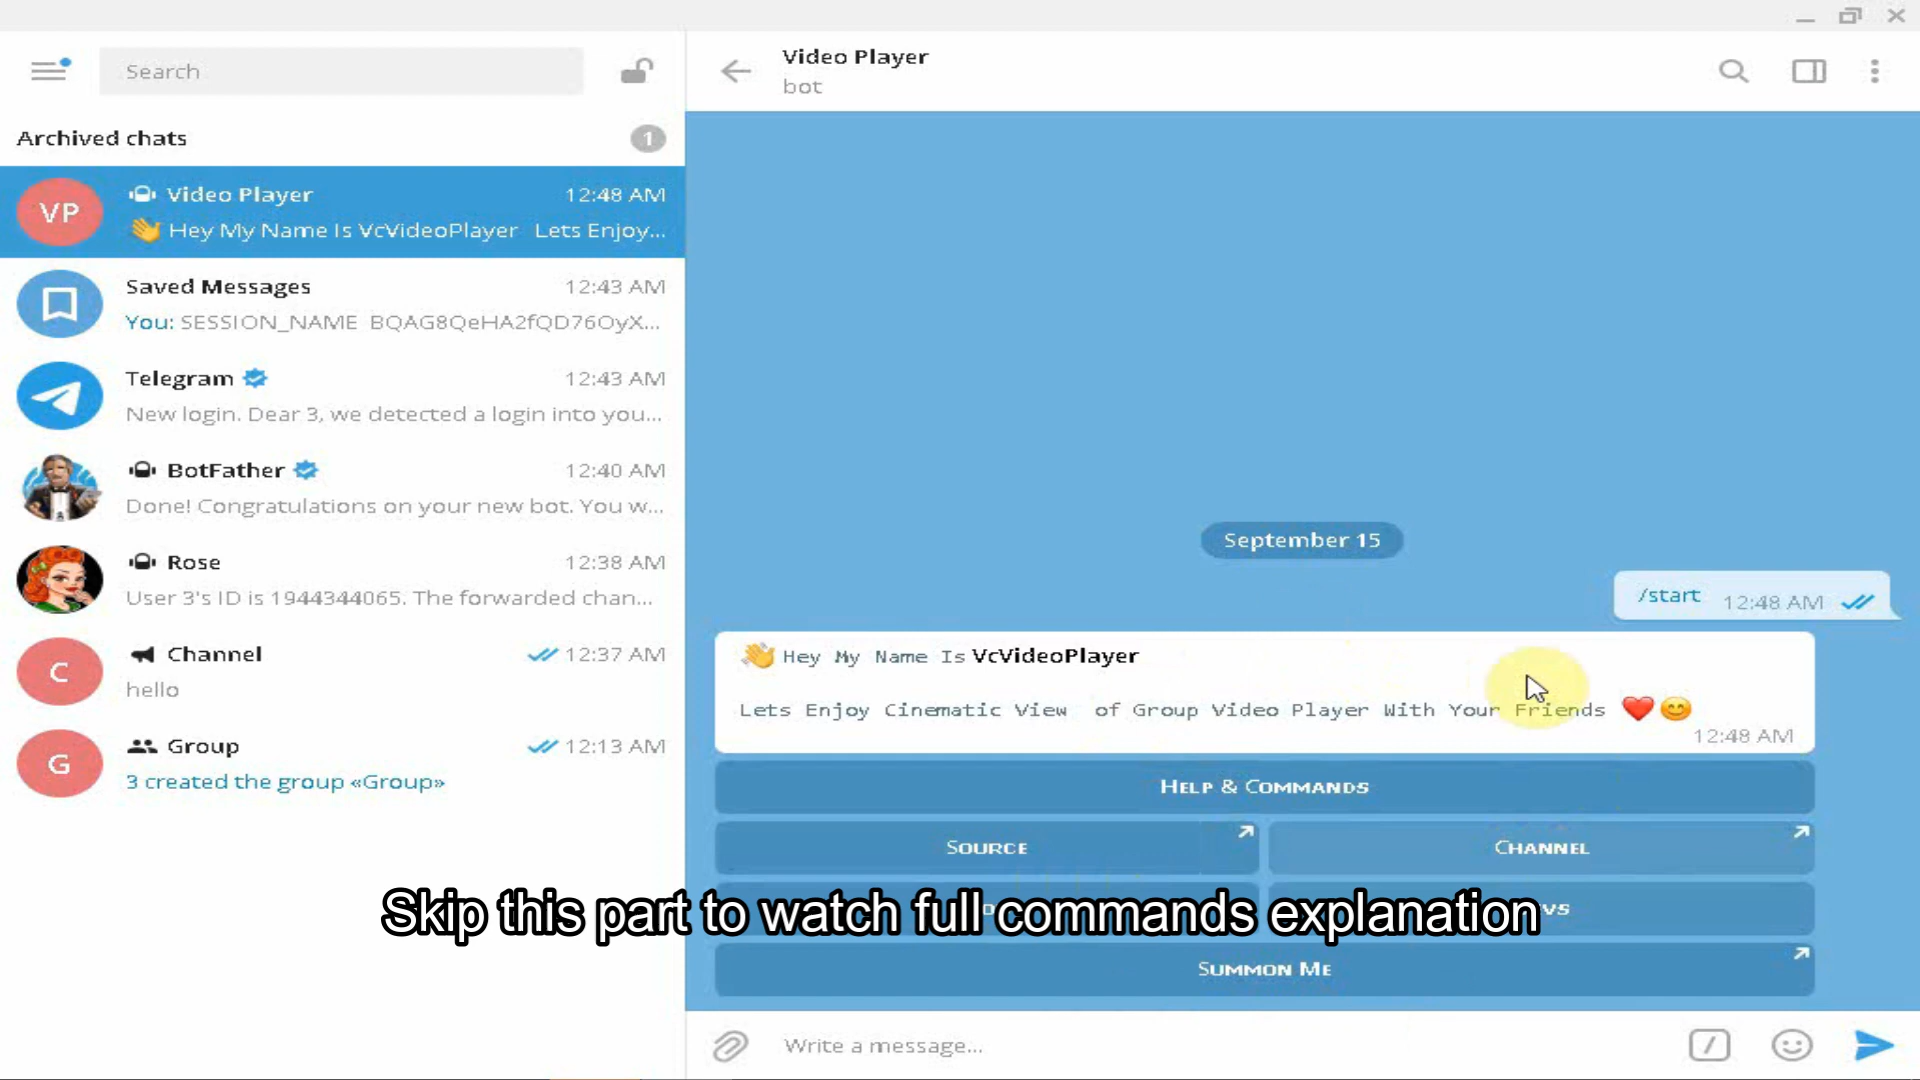 Search
Archived chats
1
VP
Video Player
12:48 AM
Hey My Name Is VcVideoPlayer Lets Enjoy...
Saved Messages
12:43 AM
You: SESSION_NAME BQAG8QeHA2fQD76OyX...
Telegram
12:43 AM
New login. Dear 3, we detected a login into you...
BotFather
12:40 AM
Done! Congratulations on your new bot. You w...
Rose
12:38 AM
User 3's ID is 1944344065. The forwarded chan...
C
Channel
12:37 AM
hello
G
Group
12:13 AM
3 created the group «Group»
Video Player
bot
September 15
/start 12:48 AM
Hey My Name Is VcVideoPlayer
Lets Enjoy Cinematic View of Group Video Player With Your Friends
12:48 AM
HELP & COMMANDS
SOURCE
CHANNEL
Skip this part to watch full commands explanation
SUMMON ME
Write a message...